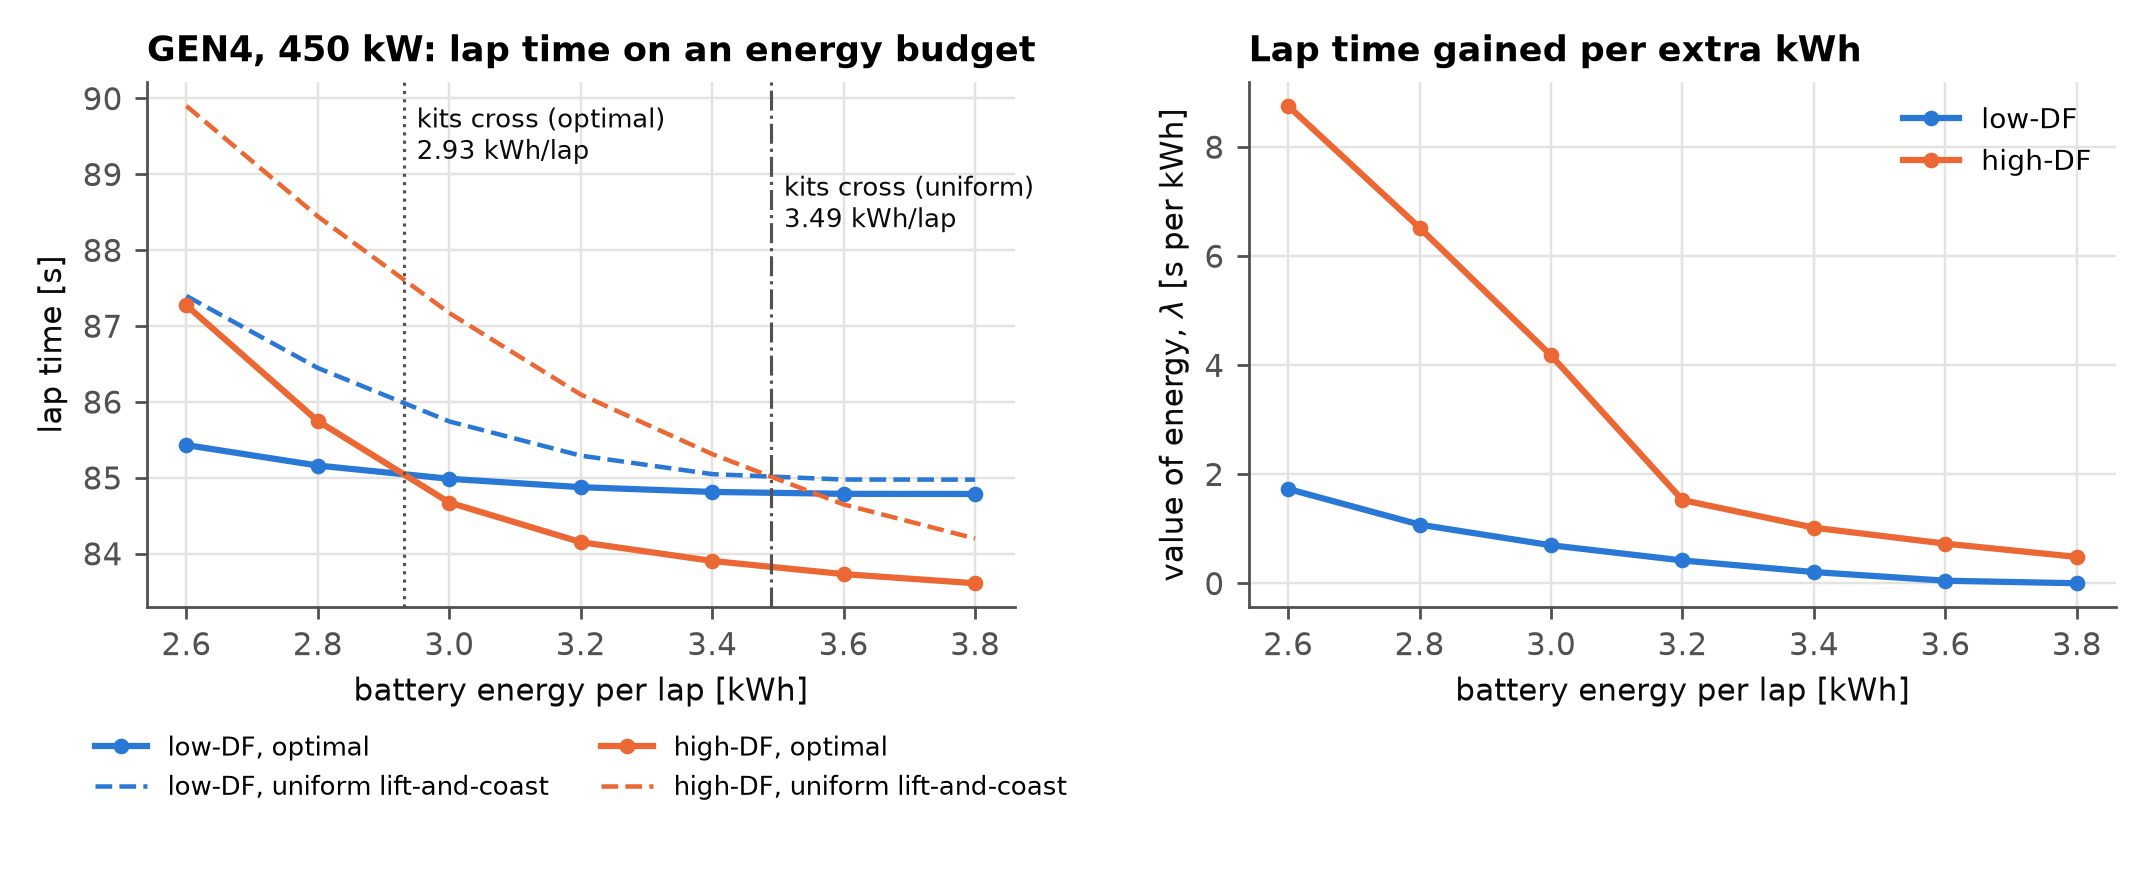 GEN4, 450 kW: lap time on an energy budget
90
89
88
87
86
85
84
lap time [s]
kits cross (optimal)
2.93 kWh/lap
kits cross (uniform)
3.49 kWh/lap
2.6 2.8 3.0 3.2 3.4 3.6 3.8
battery energy per lap [kWh]
low-DF, optimal
low-DF, uniform lift-and-coast
high-DF, optimal
high-DF, uniform lift-and-coast
Lap time gained per extra kWh
8
6
4
2
0
value of energy, λ [s per kWh]
low-DF
high-DF
2.6 2.8 3.0 3.2 3.4 3.6 3.8
battery energy per lap [kWh]